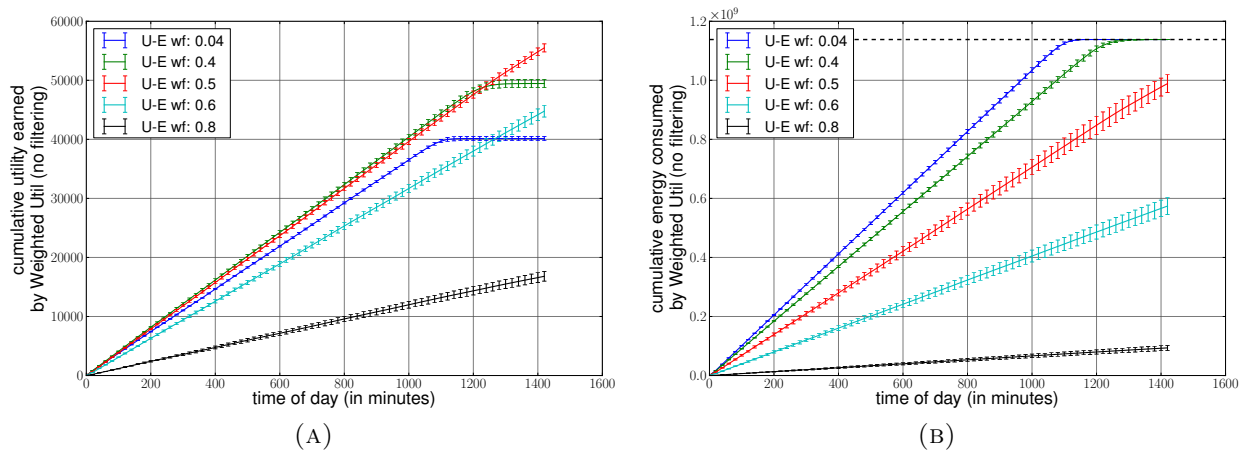 60000
50000
40000
30000
20000
10000
0
0 200 400 600 800 1000 1200 1400 1600
time of day (in minutes)
cumulative utility earned
by Weighted Util (no filtering)
U-E wf: 0.04
U-E wf: 0.4
U-E wf: 0.5
U-E wf: 0.6
U-E wf: 0.8
(A)
1.2 ×10⁹
1.0
0.8
0.6
0.4
0.2
0.0
0 200 400 600 800 1000 1200 1400 1600
time of day (in minutes)
cumulative energy consumed
by Weighted Util (no filtering)
U-E wf: 0.04
U-E wf: 0.4
U-E wf: 0.5
U-E wf: 0.6
U-E wf: 0.8
(B)